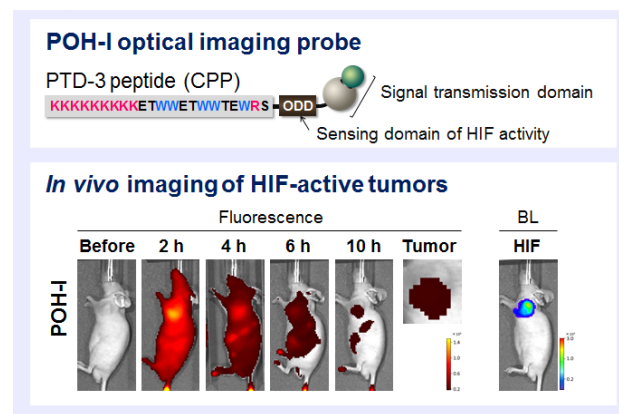 POH-I optical imaging probe
PTD-3 peptide (CPP)
KKKKKKKKKETWWETWWTEWRS
ODD
Signal transmission domain
Sensing domain of HIF activity
In vivo imaging of HIF-active tumors
Fluorescence
BL
Before 2 h 4 h 6 h 10 h Tumor HIF
POH-I